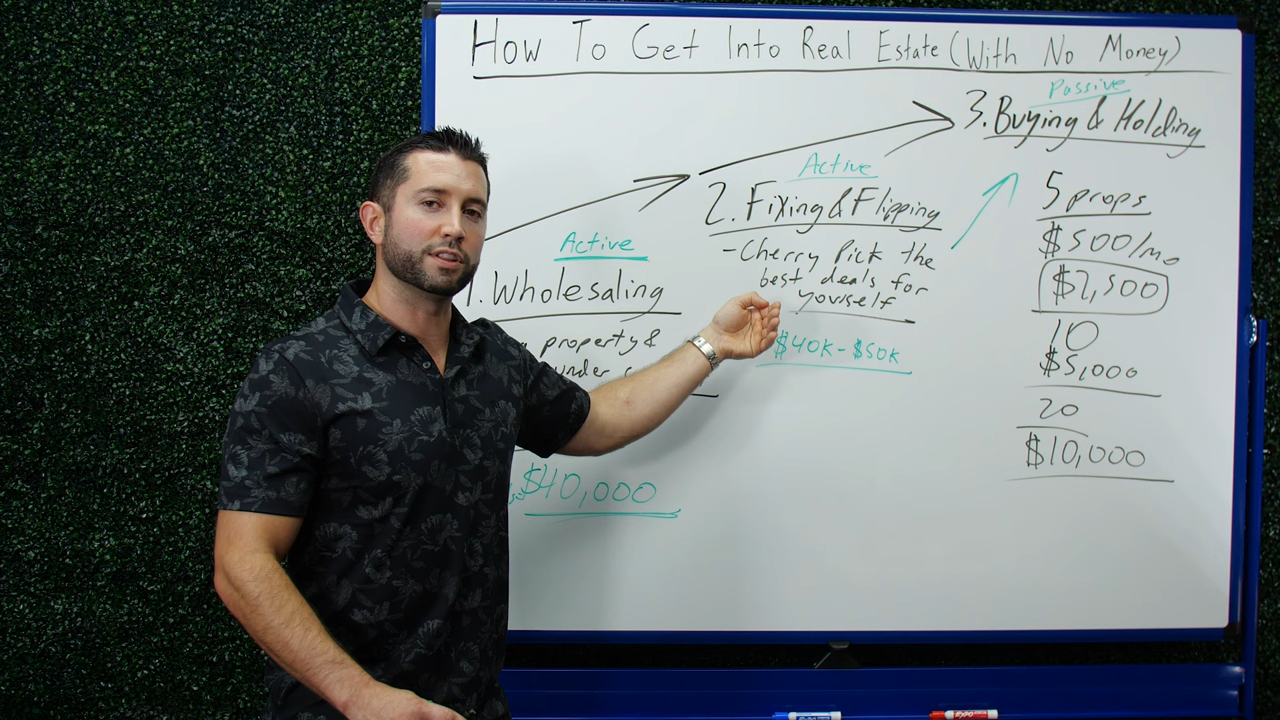 How To Get Into Real Estate (With No Money)
Active
1. Wholesaling
property &
under
$40,000
Active
2. Fixing & Flipping
- Cherry Pick the
best deals for
yourself
$40K - $50K
Passive
3. Buying & Holding
5 props
$500/mo
$2,500
10
$5,000
20
$10,000
EXPO